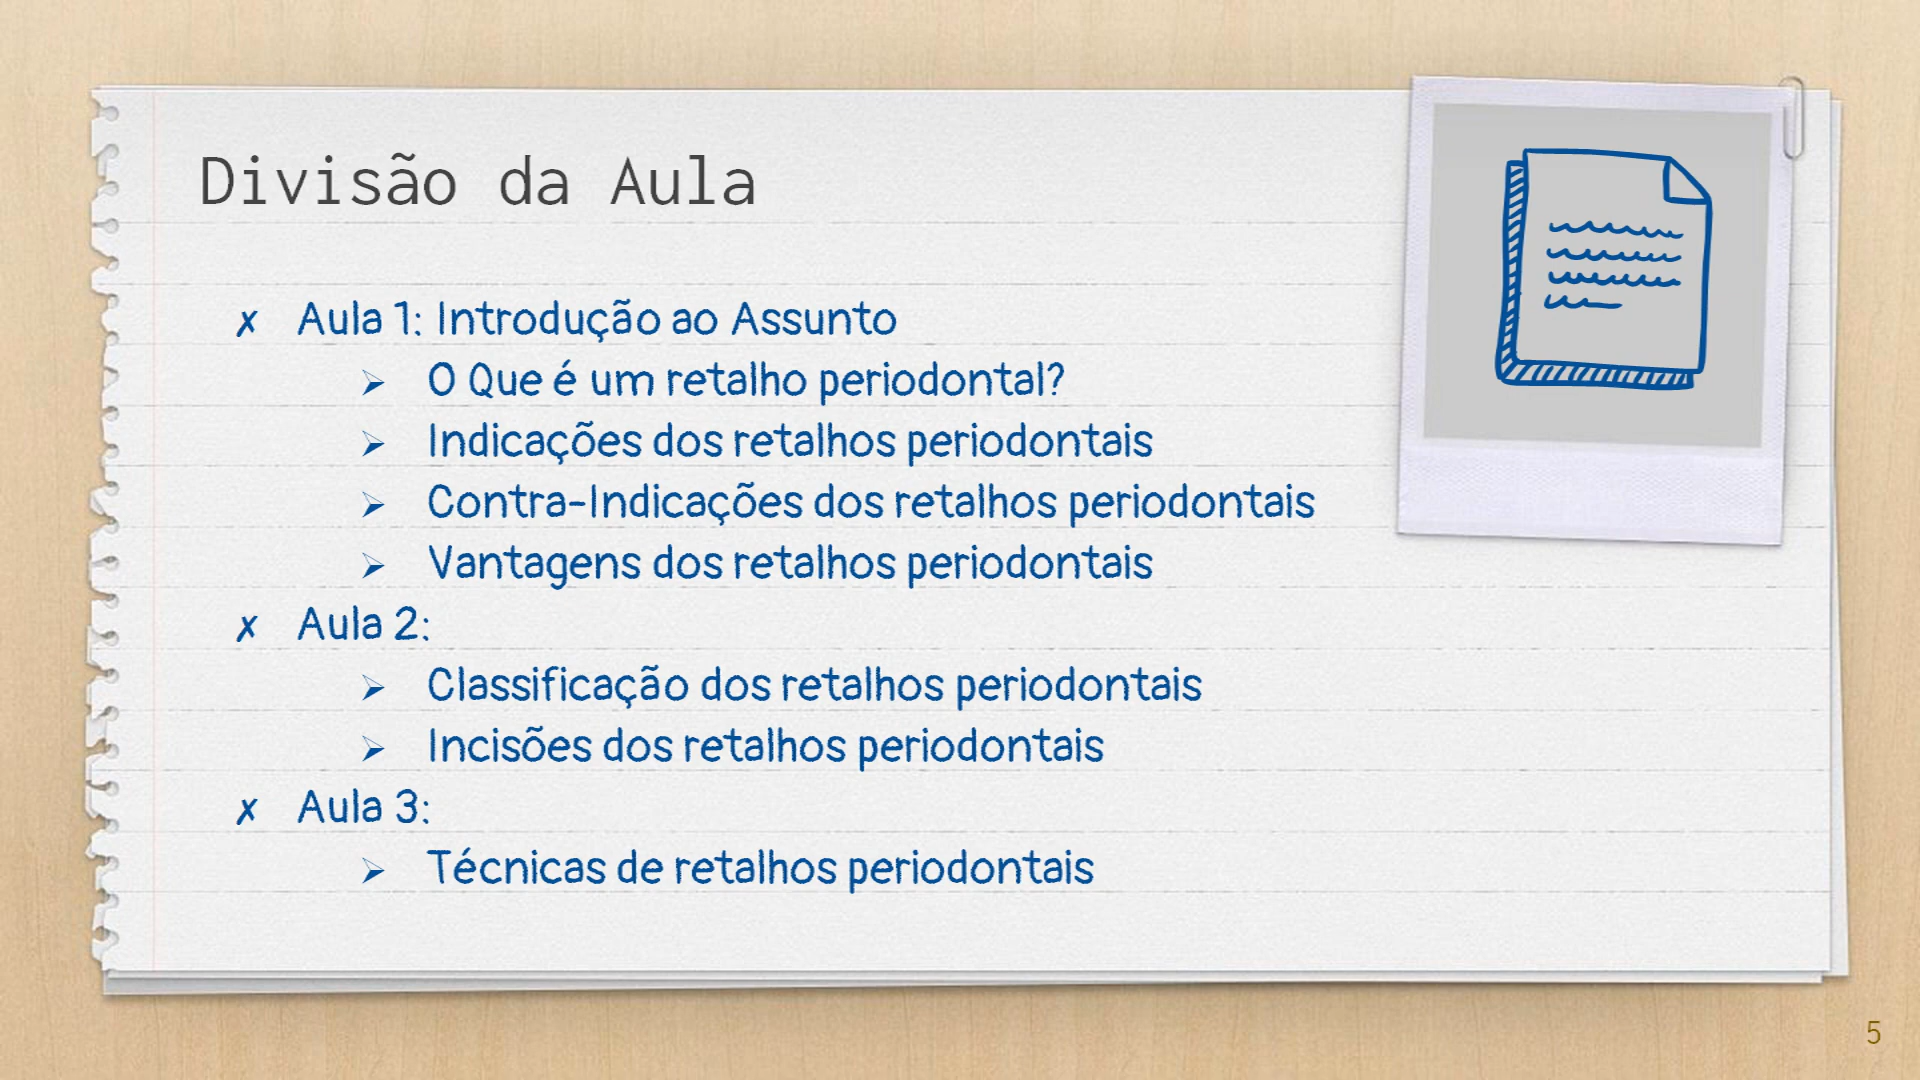 Divisão da Aula
✗ Aula 1: Introdução ao Assunto
➢ O Que é um retalho periodontal?
➢ Indicações dos retalhos periodontais
➢ Contra-Indicações dos retalhos periodontais
➢ Vantagens dos retalhos periodontais
✗ Aula 2:
➢ Classificação dos retalhos periodontais
➢ Incisões dos retalhos periodontais
✗ Aula 3:
➢ Técnicas de retalhos periodontais
5